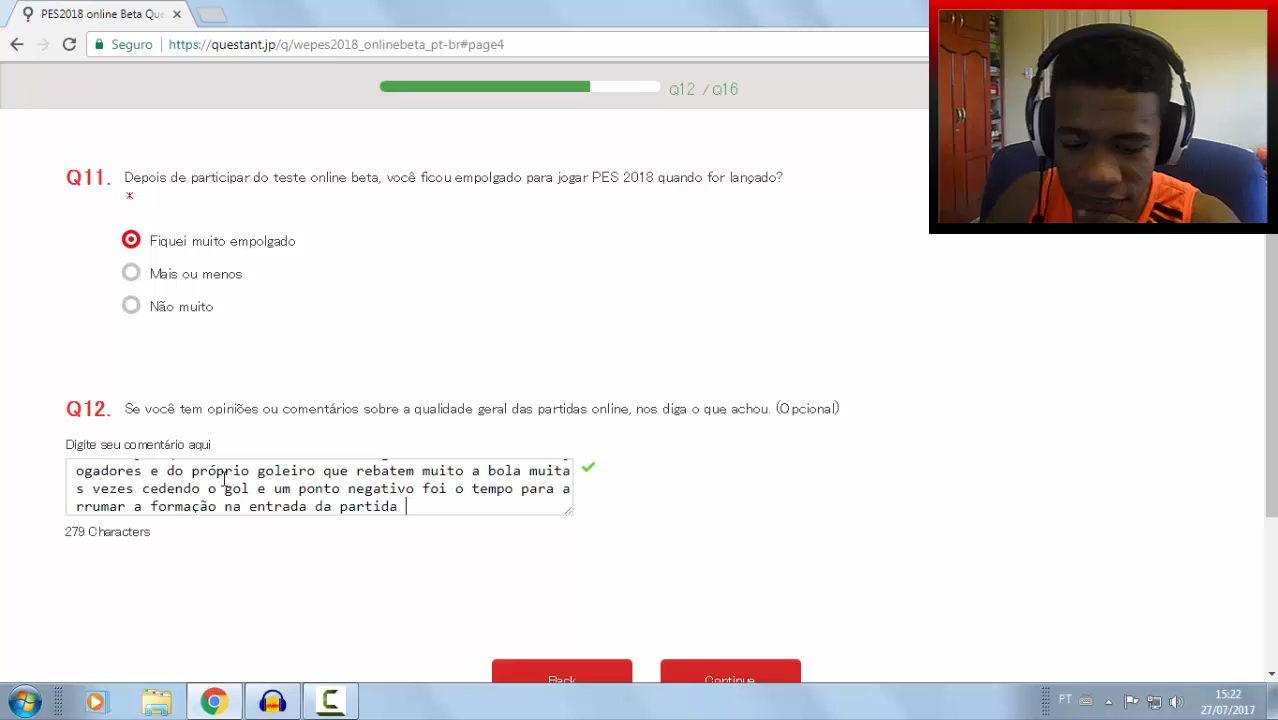 PES2018 online Beta Que
Seguro
https://questant.jp/q/wepes2018_onlinebeta_pt-br#page4
Q12 /Q16
Q11. Depois de participar do teste online beta, você ficou empolgado para jogar PES 2018 quando for lançado?
*
Fiquei muito empolgado
Mais ou menos
Não muito
Q12. Se você tem opiniões ou comentários sobre a qualidade geral das partidas online, nos diga o que achou. (Opcional)
Digite seu comentário aqui
ogadores e do próprio goleiro que rebatem muito a bola muita
s vezes cedendo o gol e um ponto negativo foi o tempo para a
rrumar a formação na entrada da partida
279 Characters
Back
Continue
PT
15:22
27/07/2017